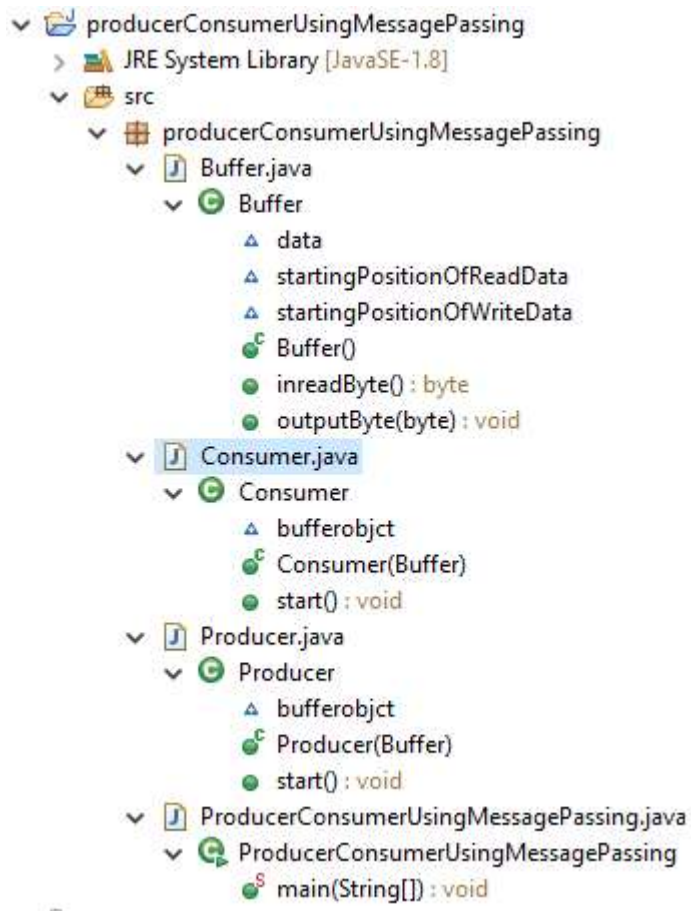 producerConsumerUsingMessagePassing
JRE System Library [JavaSE-1.8]
src
producerConsumerUsingMessagePassing
Buffer.java
Buffer
data
startingPositionOfReadData
startingPositionOfWriteData
Buffer()
inreadByte() : byte
outputByte(byte) : void
Consumer.java
Consumer
bufferobjct
Consumer(Buffer)
start() : void
Producer.java
Producer
bufferobjct
Producer(Buffer)
start() : void
ProducerConsumerUsingMessagePassing.java
ProducerConsumerUsingMessagePassing
main(String[]) : void